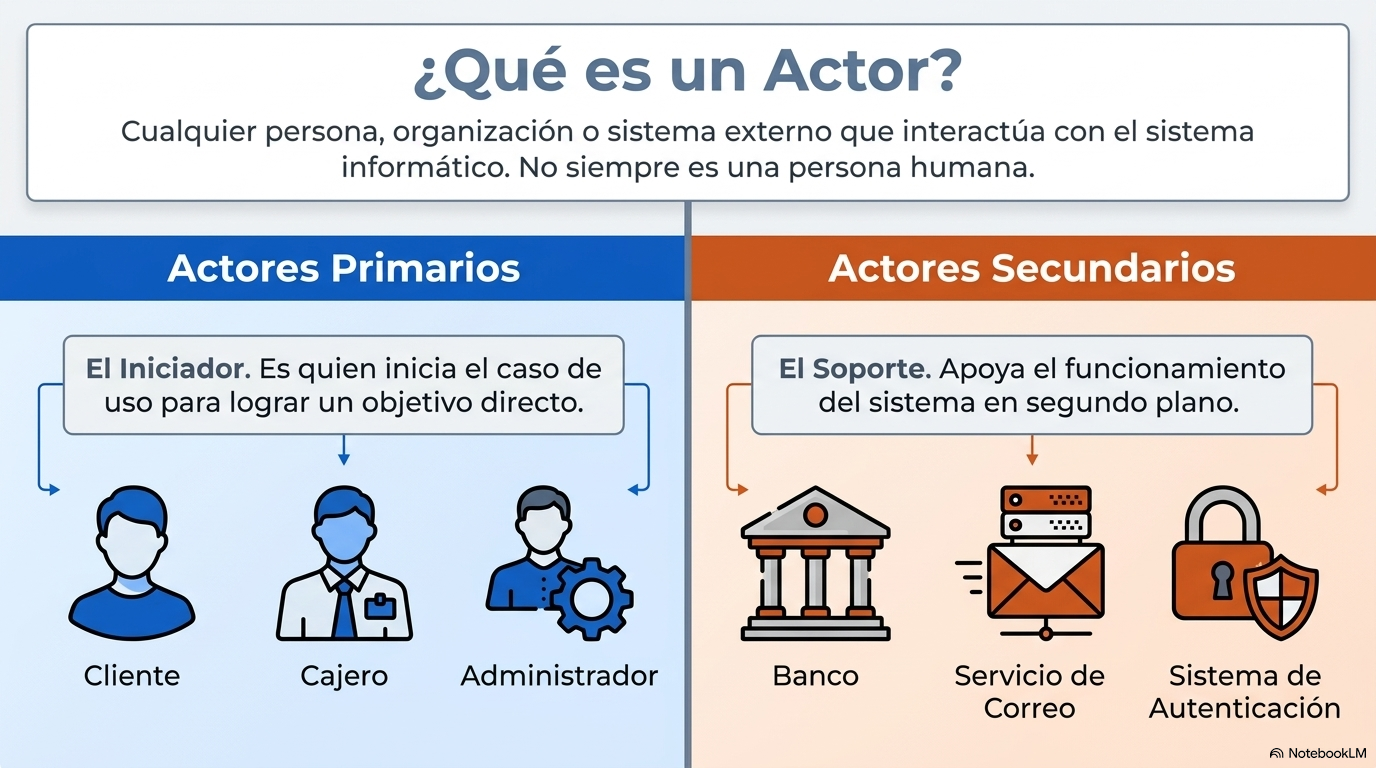 ¿Qué es un Actor?
Cualquier persona, organización o sistema externo que interactúa con el sistema
informático. No siempre es una persona humana.
Actores Primarios
El Iniciador. Es quien inicia el caso de
uso para lograr un objetivo directo.
Cliente
Cajero
Administrador
Actores Secundarios
El Soporte. Apoya el funcionamiento
del sistema en segundo plano.
Banco
Servicio de
Correo
Sistema de
Autenticación
NotebookLM